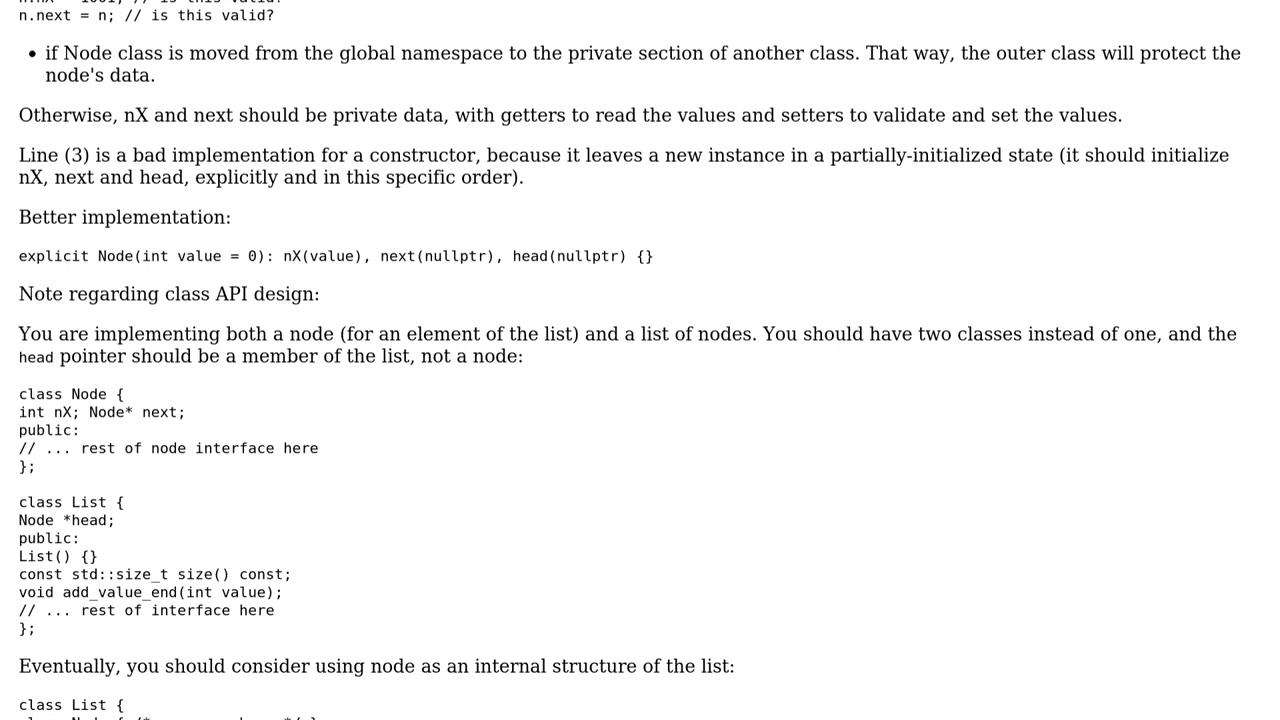 n.next = n; // is this valid?
• if Node class is moved from the global namespace to the private section of another class. That way, the outer class will protect the
node's data.
Otherwise, nX and next should be private data, with getters to read the values and setters to validate and set the values.
Line (3) is a bad implementation for a constructor, because it leaves a new instance in a partially-initialized state (it should initialize
nX, next and head, explicitly and in this specific order).
Better implementation:
explicit Node(int value = 0): nX(value), next(nullptr), head(nullptr) {}
Note regarding class API design:
You are implementing both a node (for an element of the list) and a list of nodes. You should have two classes instead of one, and the
head pointer should be a member of the list, not a node:
class Node {
int nX; Node* next;
public:
// ... rest of node interface here
};
class List {
Node *head;
public:
List() {}
const std::size_t size() const;
void add_value_end(int value);
// ... rest of interface here
};
Eventually, you should consider using node as an internal structure of the list:
class List {